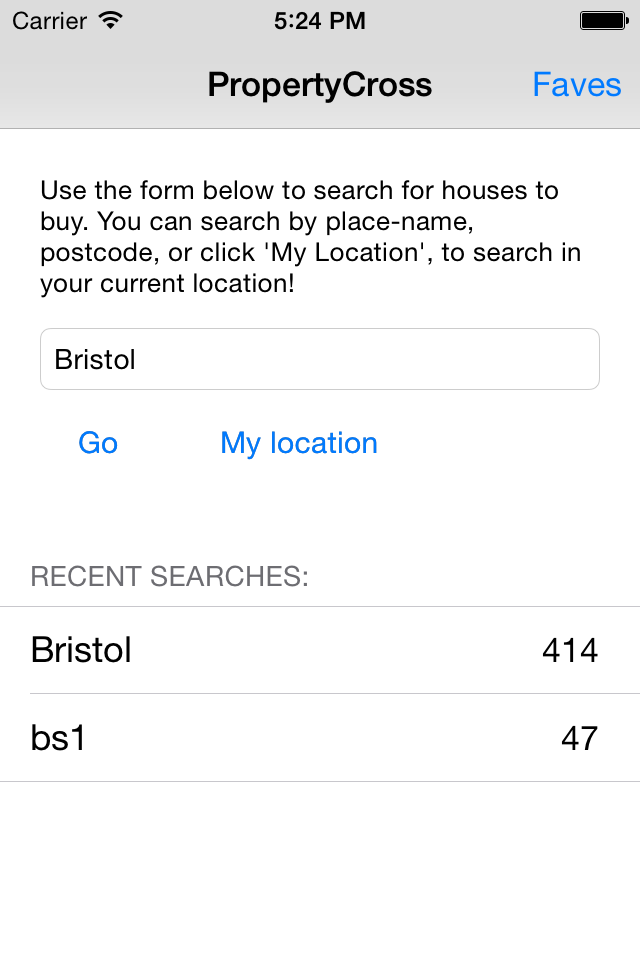 Carrier 5:24 PM
PropertyCross Faves
Use the form below to search for houses to
buy. You can search by place-name,
postcode, or click 'My Location', to search in
your current location!
Bristol
Go My location
RECENT SEARCHES:
Bristol 414
bs1 47